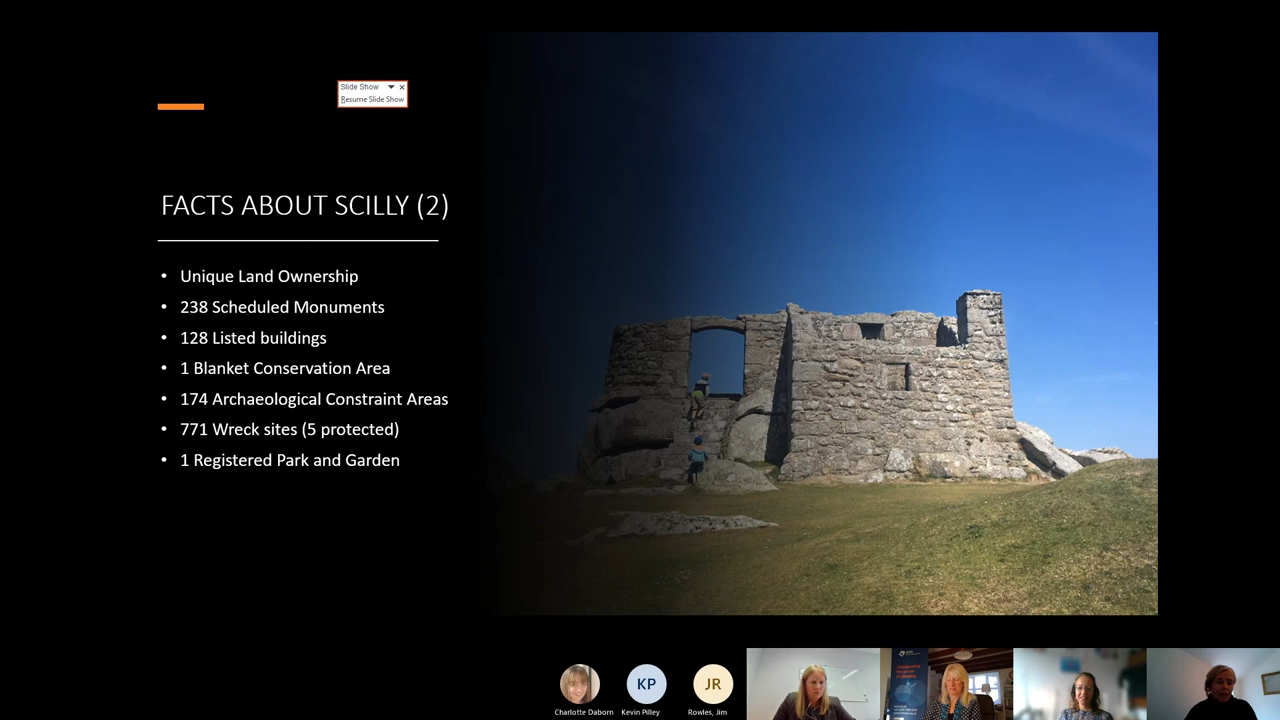 Slide Show
Resume Slide Show
FACTS ABOUT SCILLY (2)
• Unique Land Ownership
• 238 Scheduled Monuments
• 128 Listed buildings
• 1 Blanket Conservation Area
• 174 Archaeological Constraint Areas
• 771 Wreck sites (5 protected)
• 1 Registered Park and Garden
KP
JR
Charlotte Daborn
Kevin Pilley
Rowles, Jim